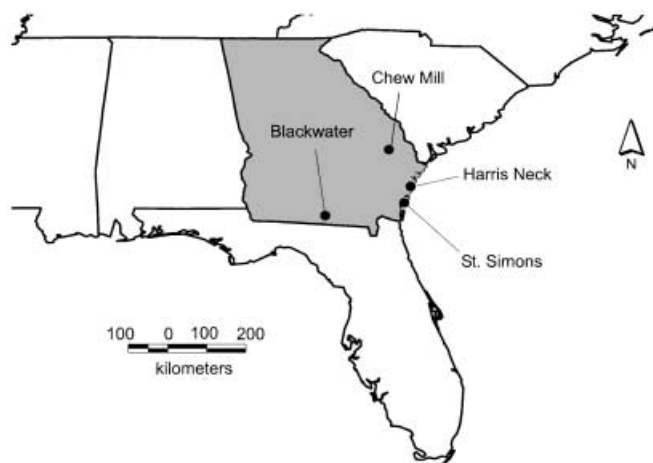 Chew Mill
Blackwater
N
Harris Neck
St. Simons
100 0 100 200
kilometers